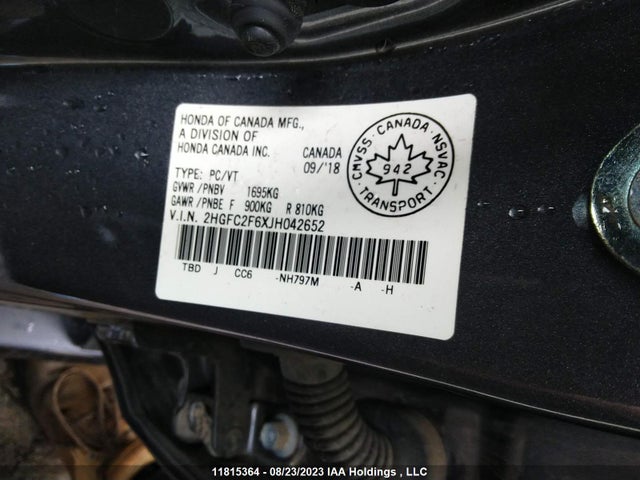 HONDA OF CANADA MFG.,
A DIVISION OF
HONDA CANADA INC.
CANADA
09/'18
TYPE: PC/VT
GVWR/PNBV 1695KG
GAWR/PNBE F 900KG R 810KG
V.I.N. 2HGFC2F6XJH042652
TBD J CC6 -NH797M -A -H
CMVSS · CANADA · NSVAC
942
TRANSPORT
11815364 - 08/23/2023 IAA Holdings , LLC